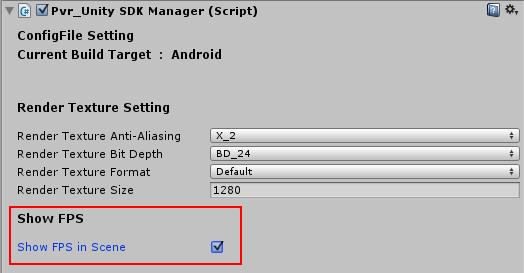 Pvr_Unity SDK Manager (Script)
ConfigFile Setting
Current Build Target : Android
Render Texture Setting
Render Texture Anti-Aliasing X_2
Render Texture Bit Depth BD_24
Render Texture Format Default
Render Texture Size 1280
Show FPS
Show FPS in Scene